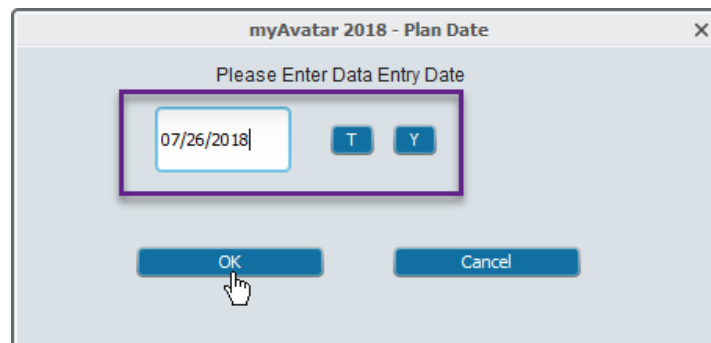 myAvatar 2018 - Plan Date
Please Enter Data Entry Date
07/26/2018 T Y
OK Cancel